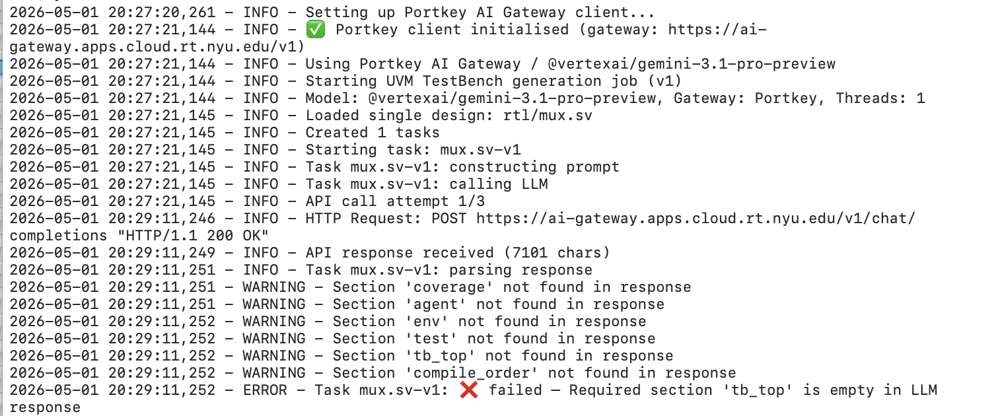 2026-05-01 20:27:20,261 – INFO – Setting up Portkey AI Gateway client...
2026-05-01 20:27:21,144 – INFO – ✅ Portkey client initialised (gateway: https://ai-
gateway.apps.cloud.rt.nyu.edu/v1)
2026-05-01 20:27:21,144 – INFO – Using Portkey AI Gateway / @vertexai/gemini-3.1-pro-preview
2026-05-01 20:27:21,144 – INFO – Starting UVM TestBench generation job (v1)
2026-05-01 20:27:21,144 – INFO – Model: @vertexai/gemini-3.1-pro-preview, Gateway: Portkey, Threads: 1
2026-05-01 20:27:21,145 – INFO – Loaded single design: rtl/mux.sv
2026-05-01 20:27:21,145 – INFO – Created 1 tasks
2026-05-01 20:27:21,145 – INFO – Starting task: mux.sv-v1
2026-05-01 20:27:21,145 – INFO – Task mux.sv-v1: constructing prompt
2026-05-01 20:27:21,145 – INFO – Task mux.sv-v1: calling LLM
2026-05-01 20:27:21,145 – INFO – API call attempt 1/3
2026-05-01 20:29:11,246 – INFO – HTTP Request: POST https://ai-gateway.apps.cloud.rt.nyu.edu/v1/chat/
completions "HTTP/1.1 200 OK"
2026-05-01 20:29:11,249 – INFO – API response received (7101 chars)
2026-05-01 20:29:11,251 – INFO – Task mux.sv-v1: parsing response
2026-05-01 20:29:11,251 – WARNING – Section 'coverage' not found in response
2026-05-01 20:29:11,251 – WARNING – Section 'agent' not found in response
2026-05-01 20:29:11,252 – WARNING – Section 'env' not found in response
2026-05-01 20:29:11,252 – WARNING – Section 'test' not found in response
2026-05-01 20:29:11,252 – WARNING – Section 'tb_top' not found in response
2026-05-01 20:29:11,252 – WARNING – Section 'compile_order' not found in response
2026-05-01 20:29:11,252 – ERROR – Task mux.sv-v1: ❌ failed — Required section 'tb_top' is empty in LLM
response